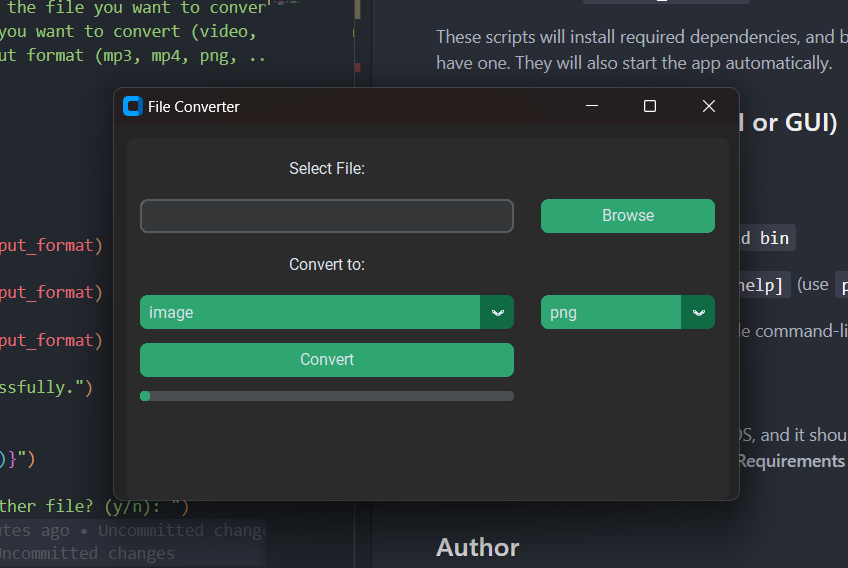 the file you want to conver
you want to convert (video,
ut format (mp3, mp4, png, ..
These scripts will install required dependencies, and b
have one. They will also start the app automatically.
File Converter
or GUI)
Select File:
Browse
put_format)
d bin
Convert to:
help] (use p
put_format)
image
png
le command-li
put_format)
Convert
ssfully.")
)}")
OS, and it shou
Requirements
ther file? (y/n): ")
utes ago • Uncommitted change
Uncommitted changes
Author